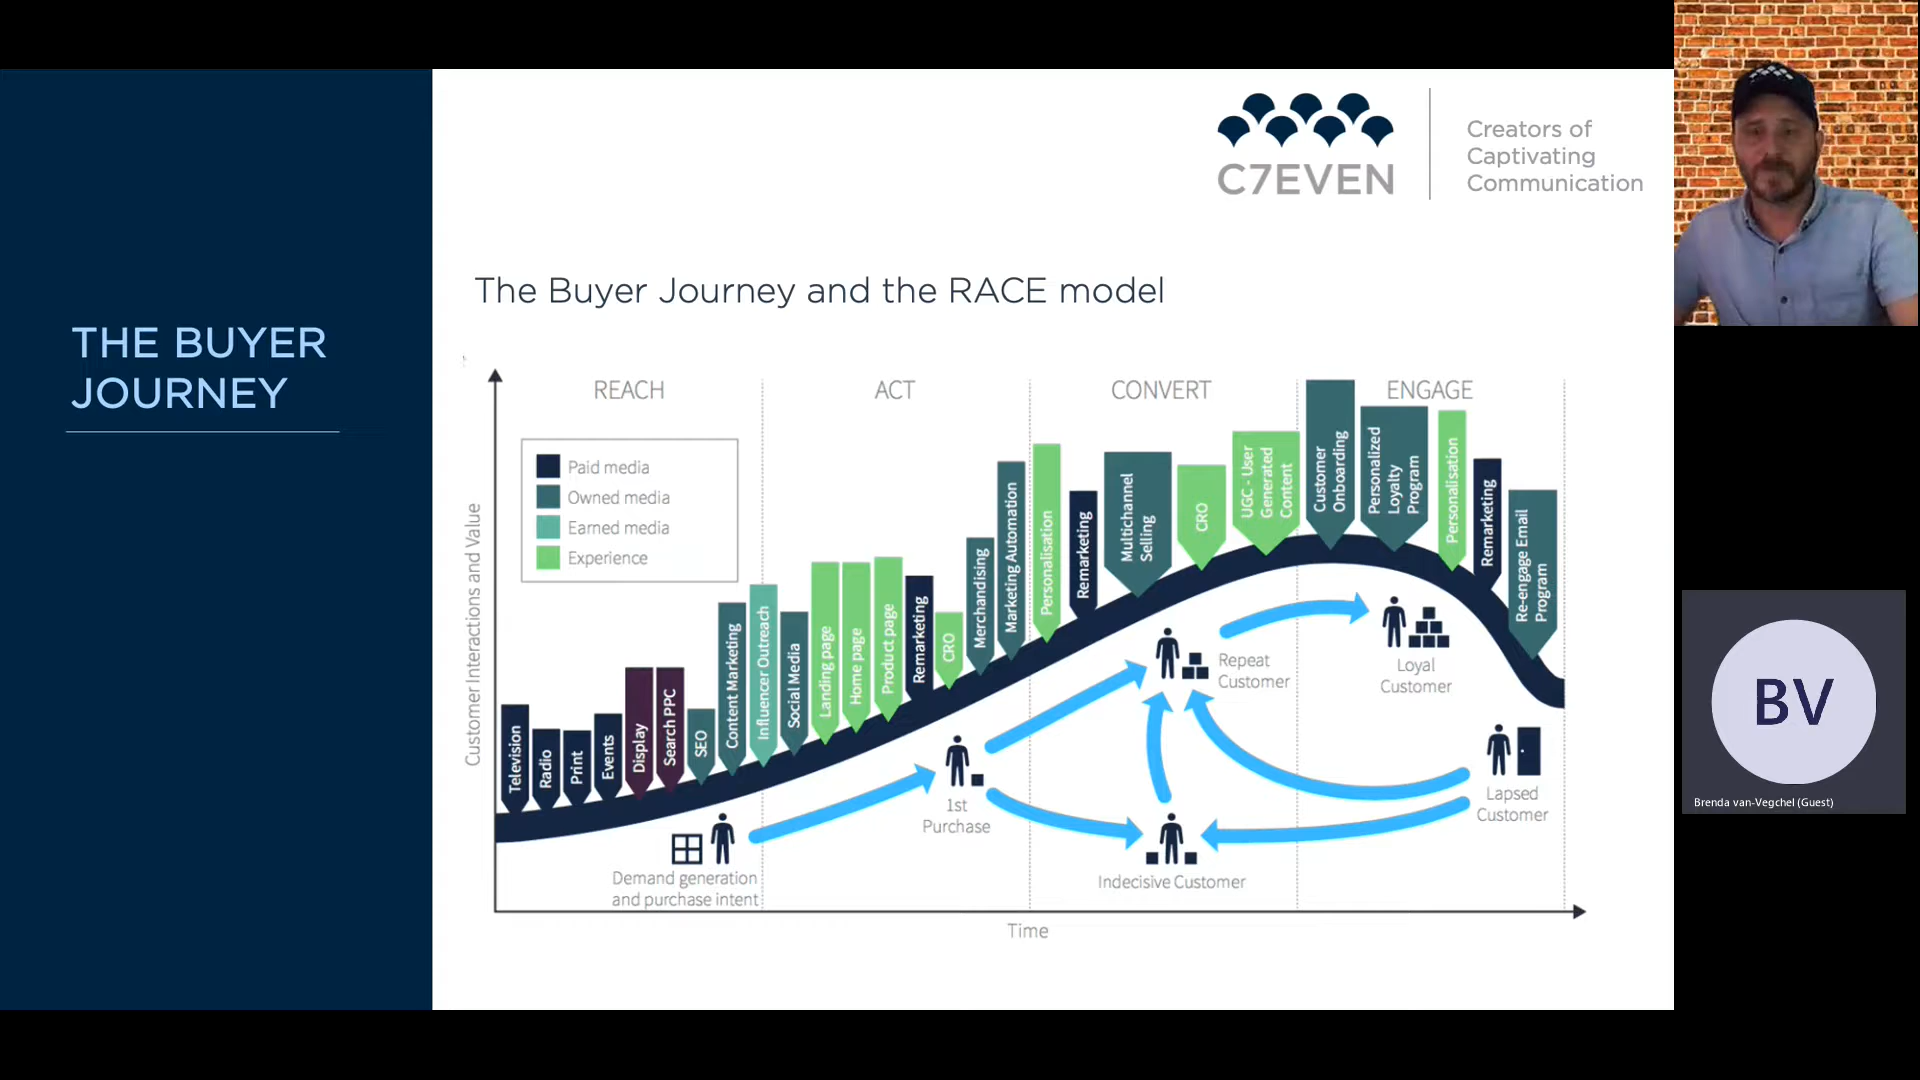 THE BUYER
JOURNEY
C7EVEN
Creators of
Captivating
Communication
The Buyer Journey and the RACE model
REACH
ACT
CONVERT
ENGAGE
Paid media
Owned media
Earned media
Experience
Customer Interactions and Value
Television
Radio
Print
Events
Display
Search PPC
SEO
Content Marketing
Influencer Outreach
Social Media
Landing page
Home page
Product page
Remarketing
CRO
Merchandising
Marketing Automation
Personalisation
Remarketing
Multichannel
Selling
CRO
UGC - User
Generated
Content
Customer
Onboarding
Personalized
Loyalty
Program
Personalisation
Remarketing
Re-engage Email
Program
Demand generation
and purchase intent
1st
Purchase
Repeat
Customer
Loyal
Customer
Indecisive Customer
Lapsed
Customer
Time
BV
Brenda van-Vegchel (Guest)